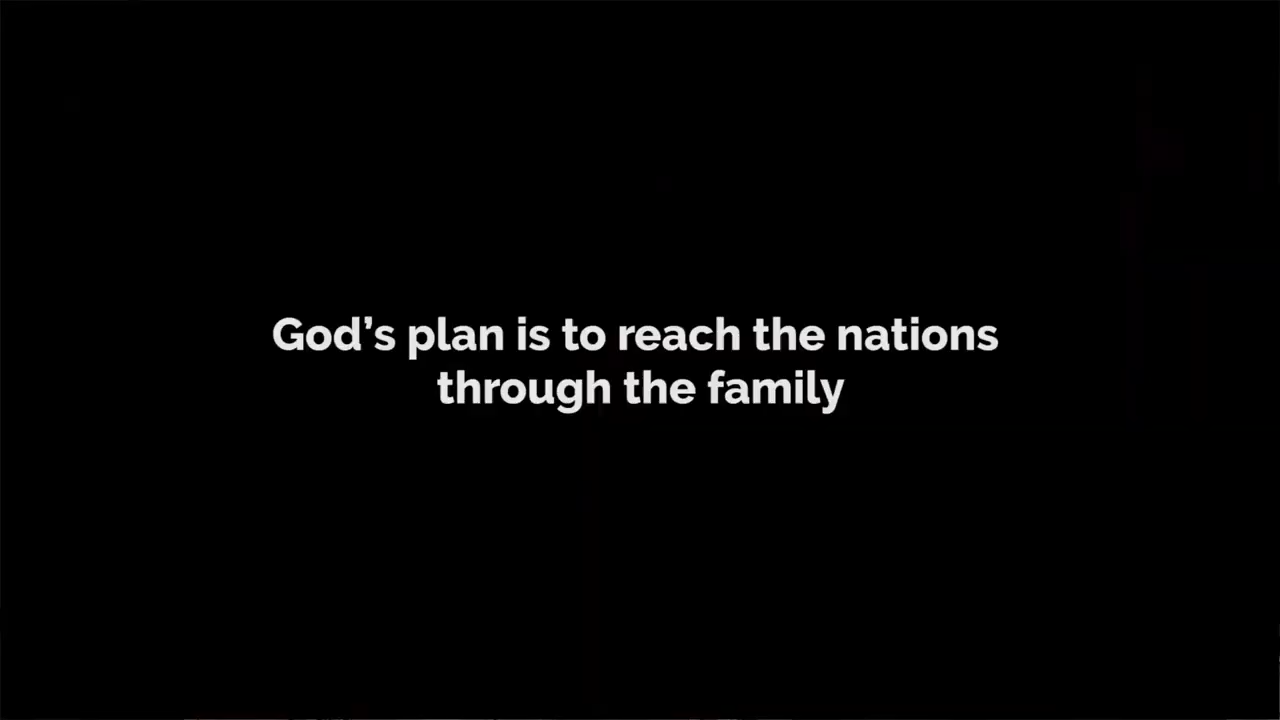 God’s plan is to reach the nations
through the family